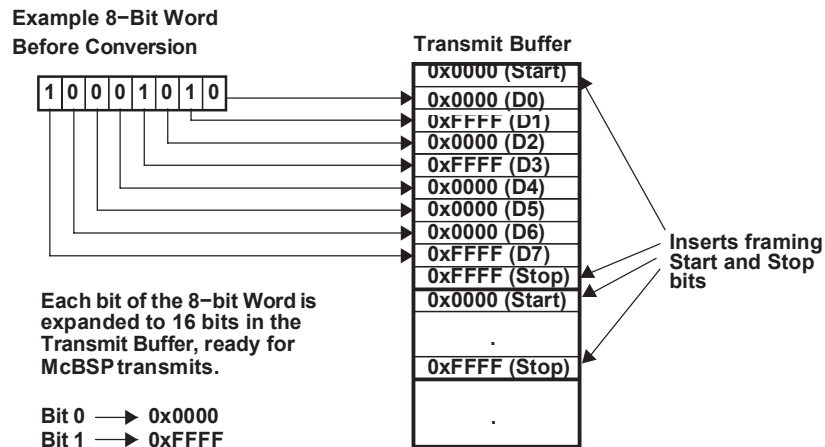 Example 8−Bit Word
Before Conversion
1 0 0 0 1 0 1 0
Transmit Buffer
0x0000 (Start)
0x0000 (D0)
0xFFFF (D1)
0x0000 (D2)
0xFFFF (D3)
0x0000 (D4)
0x0000 (D5)
0x0000 (D6)
0xFFFF (D7)
0xFFFF (Stop)
0x0000 (Start)
.
0xFFFF (Stop)
.
Inserts framing
Start and Stop
bits
Each bit of the 8−bit Word is
expanded to 16 bits in the
Transmit Buffer, ready for
McBSP transmits.
Bit 0 → 0x0000
Bit 1 → 0xFFFF